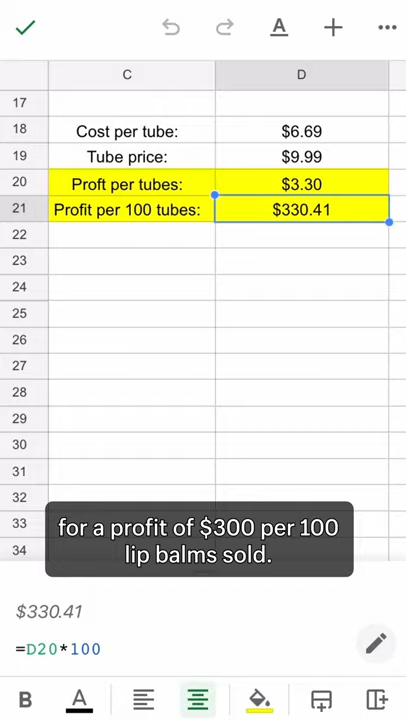 A
C
D
17
18 Cost per tube: $6.69
19 Tube price: $9.99
20 Proft per tubes: $3.30
21 Profit per 100 tubes: $330.41
22
23
24
25
26
27
28
29
30
31
32
33
34
for a profit of $300 per 100
lip balms sold.
$330.41
=D20*100
B A